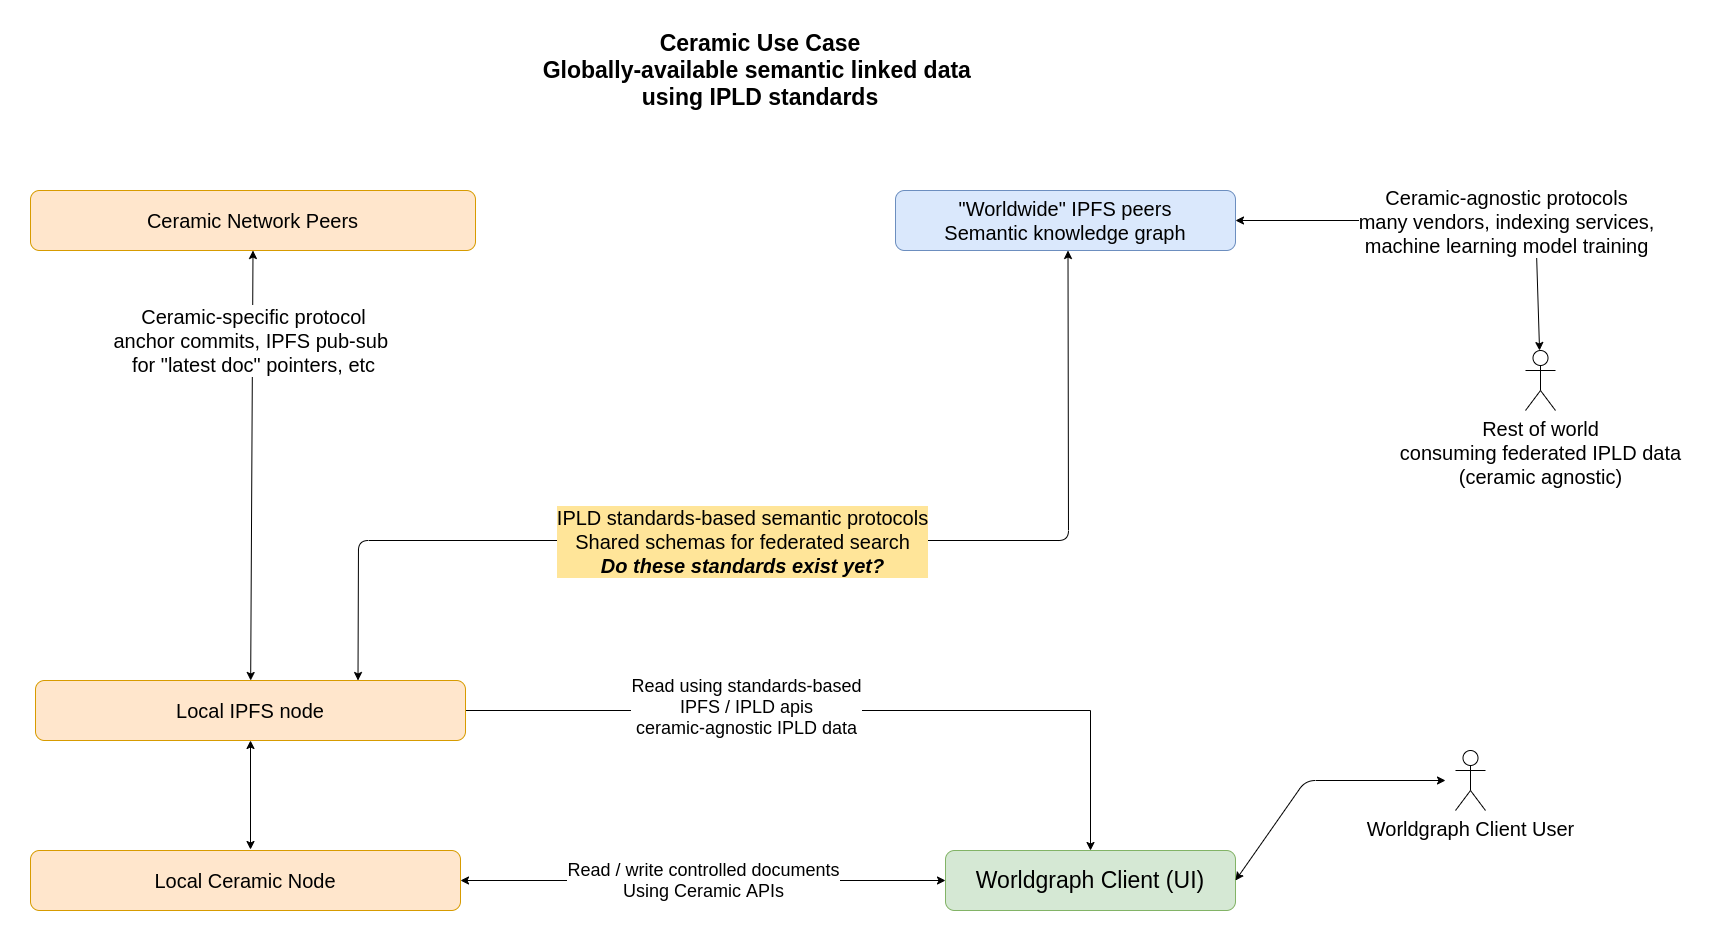 Ceramic Use Case
Globally-available semantic linked data
using IPLD standards
Ceramic Network Peers
"Worldwide" IPFS peers
Semantic knowledge graph
Ceramic-agnostic protocols
many vendors, indexing services,
machine learning model training
Ceramic-specific protocol
anchor commits, IPFS pub-sub
for "latest doc" pointers, etc
Rest of world
consuming federated IPLD data
(ceramic agnostic)
IPLD standards-based semantic protocols
Shared schemas for federated search
Do these standards exist yet?
Local IPFS node
Read using standards-based
IPFS / IPLD apis
ceramic-agnostic IPLD data
Worldgraph Client User
Local Ceramic Node
Read / write controlled documents
Using Ceramic APIs
Worldgraph Client (UI)